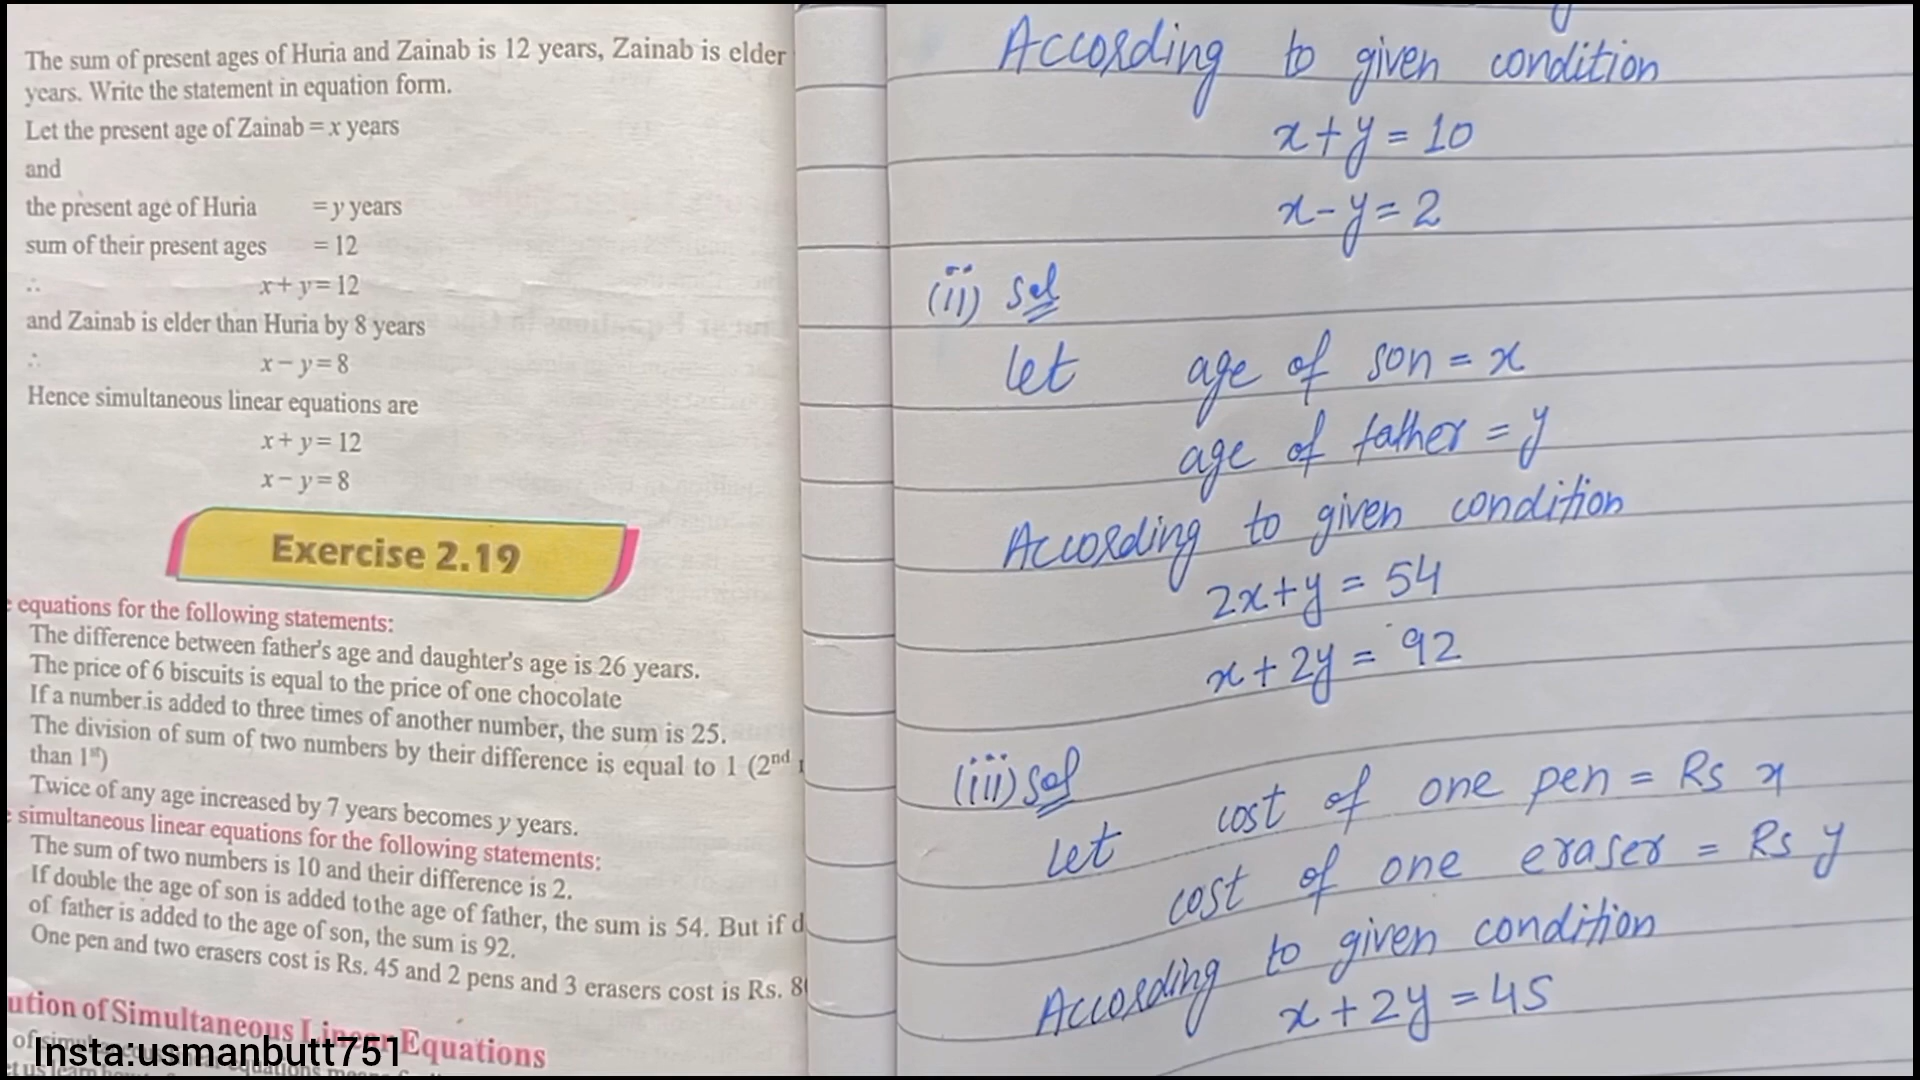 The sum of present ages of Huria and Zainab is 12 years, Zainab is elder
years. Write the statement in equation form.
Let the present age of Zainab = x years
and
the present age of Huria = y years
sum of their present ages = 12
∴ x + y = 12
and Zainab is elder than Huria by 8 years
∴ x − y = 8
Hence simultaneous linear equations are
x + y = 12
x − y = 8
Exercise 2.19
equations for the following statements:
The difference between father's age and daughter's age is 26 years.
The price of 6 biscuits is equal to the price of one chocolate
If a number is added to three times of another number, the sum is 25.
The division of sum of two numbers by their difference is equal to 1 (2nd
than 1st)
Twice of any age increased by 7 years becomes y years.
simultaneous linear equations for the following statements:
The sum of two numbers is 10 and their difference is 2.
If double the age of son is added to the age of father, the sum is 54. But if d
of father is added to the age of son, the sum is 92.
One pen and two erasers cost is Rs. 45 and 2 pens and 3 erasers cost is Rs. 8
ution of Simultaneous Linear Equations
Insta:usmanbutt751
According to given condition
x + y = 10
x - y = 2
(ii) Sol
let age of son = x
age of father = y
According to given condition
2x + y = 54
x + 2y = 92
(iii) Sol
let cost of one pen = Rs x
cost of one eraser = Rs y
According to given condition
x + 2y = 45